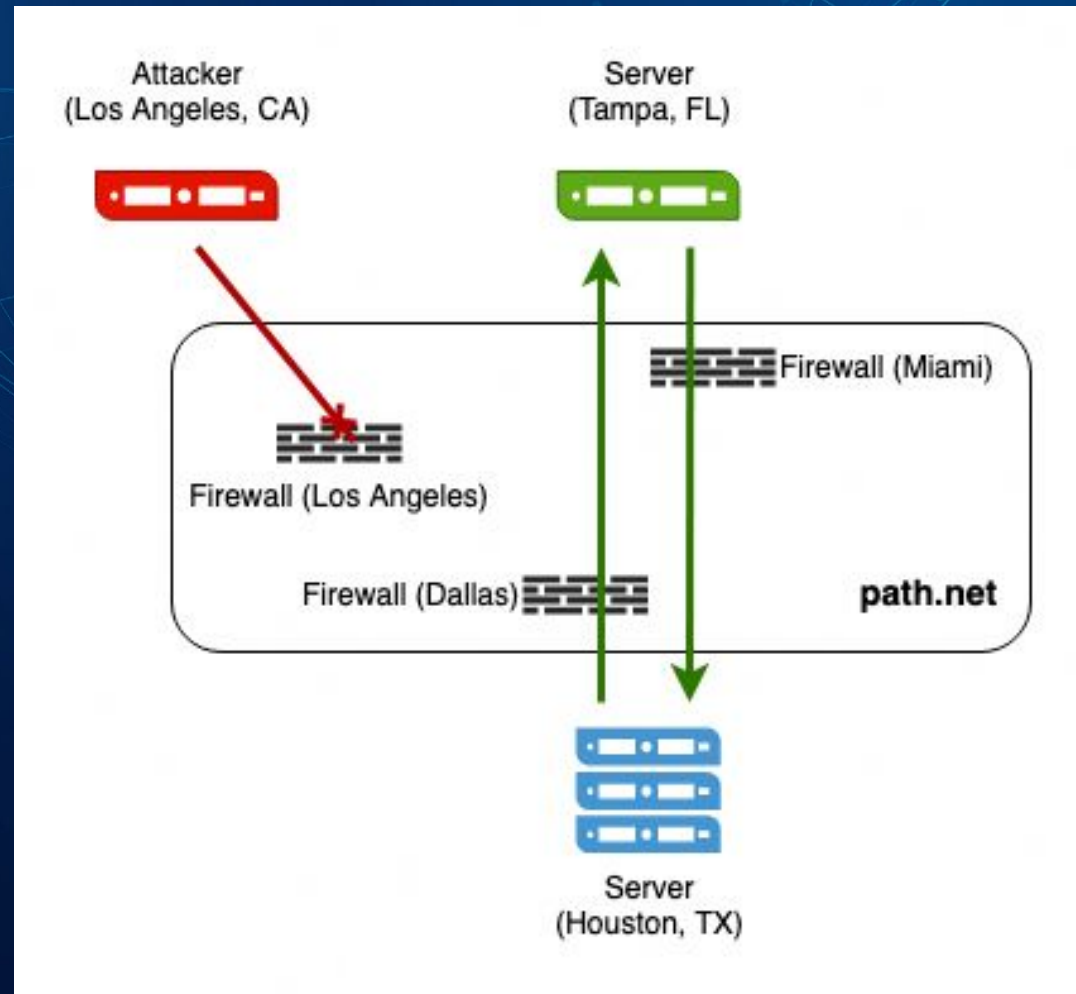 Attacker
(Los Angeles, CA)
Server
(Tampa, FL)
Firewall (Miami)
Firewall (Los Angeles)
Firewall (Dallas)
path.net
Server
(Houston, TX)